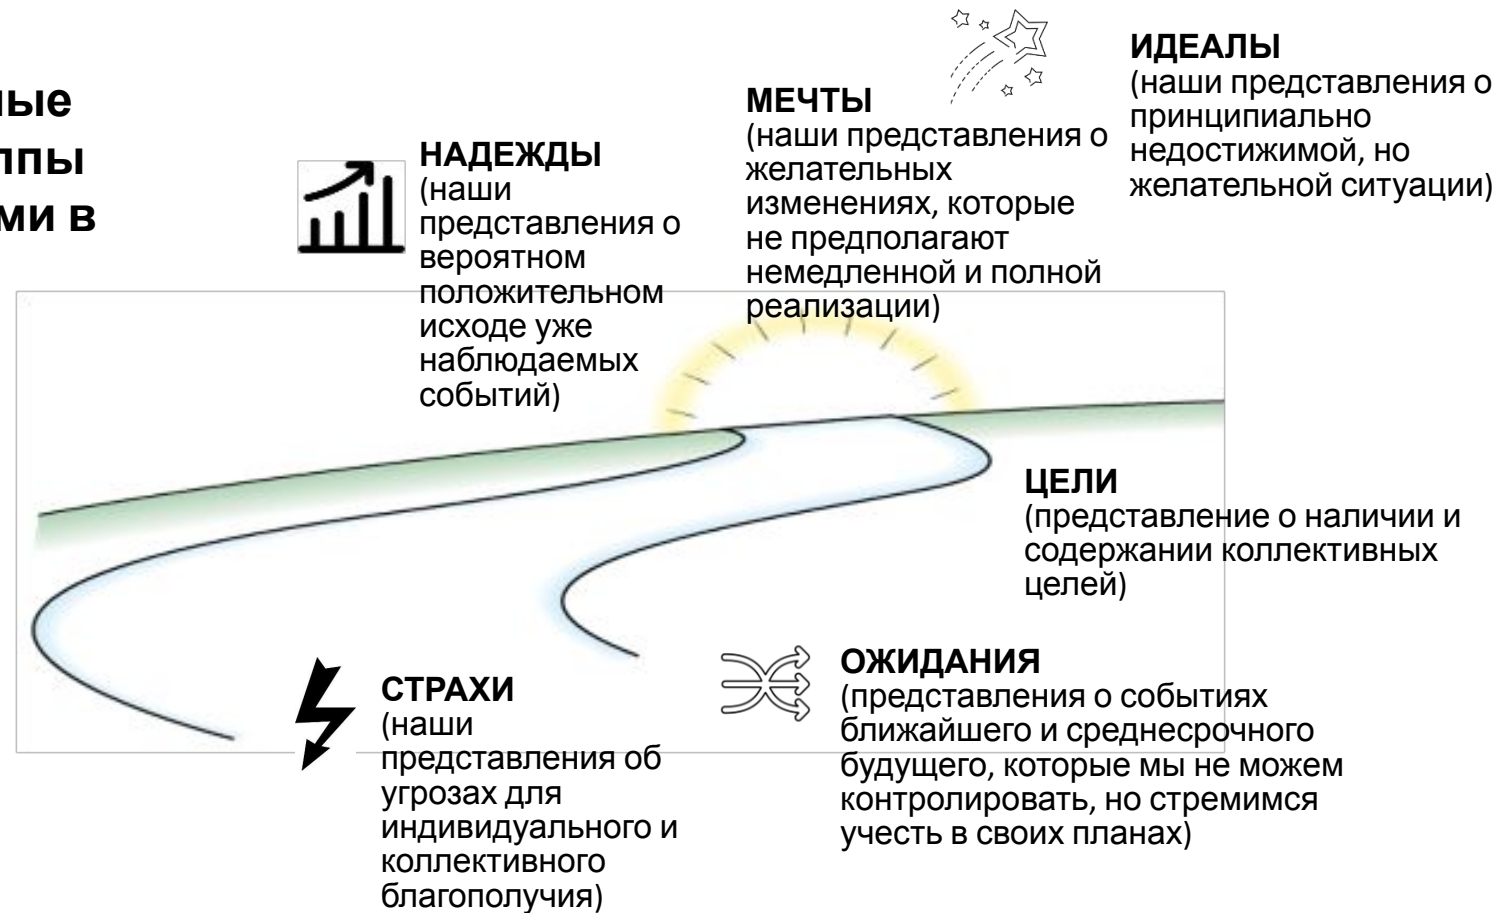 ми в
НАДЕЖДЫ
(наши
представления о
вероятном
положительном
исходе уже
наблюдаемых
событий)
МЕЧТЫ
(наши представления о
желательных
изменениях, которые
не предполагают
немедленной и полной
реализации)
ИДЕАЛЫ
(наши представления о
принципиально
недостижимой, но
желательной ситуации)
ЦЕЛИ
(представление о наличии и
содержании коллективных
целей)
СТРАХИ
(наши
представления об
угрозах для
индивидуального и
коллективного
благополучия)
ОЖИДАНИЯ
(представления о событиях
ближайшего и среднесрочного
будущего, которые мы не можем
контролировать, но стремимся
учесть в своих планах)